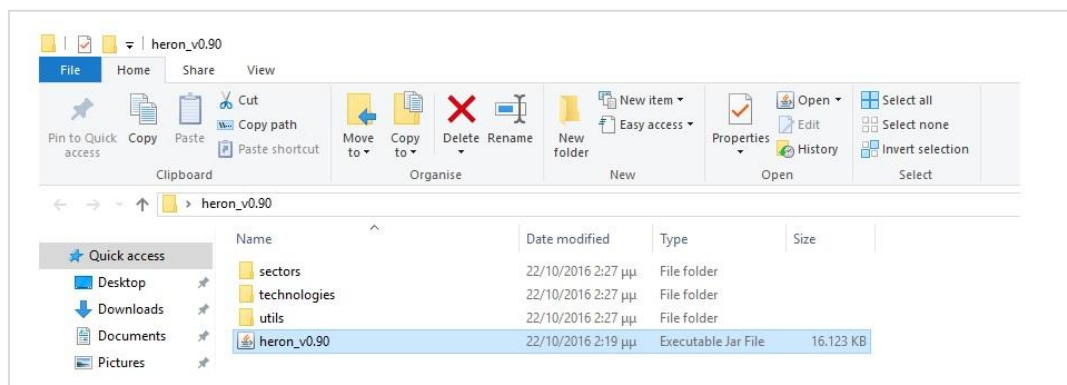 heron_v0.90
File Home Share View
Pin to Quick access
Copy
Paste
Cut
Copy path
Paste shortcut
Move to
Copy to
Delete
Rename
New folder
New item
Easy access
Properties
Open
Edit
History
Select all
Select none
Invert selection
Clipboard Organise New Open Select
heron_v0.90
Quick access
Desktop
Downloads
Documents
Pictures
Name Date modified Type Size
sectors 22/10/2016 2:27 μμ File folder
technologies 22/10/2016 2:27 μμ File folder
utils 22/10/2016 2:27 μμ File folder
heron_v0.90 22/10/2016 2:19 μμ Executable Jar File 16.123 KB